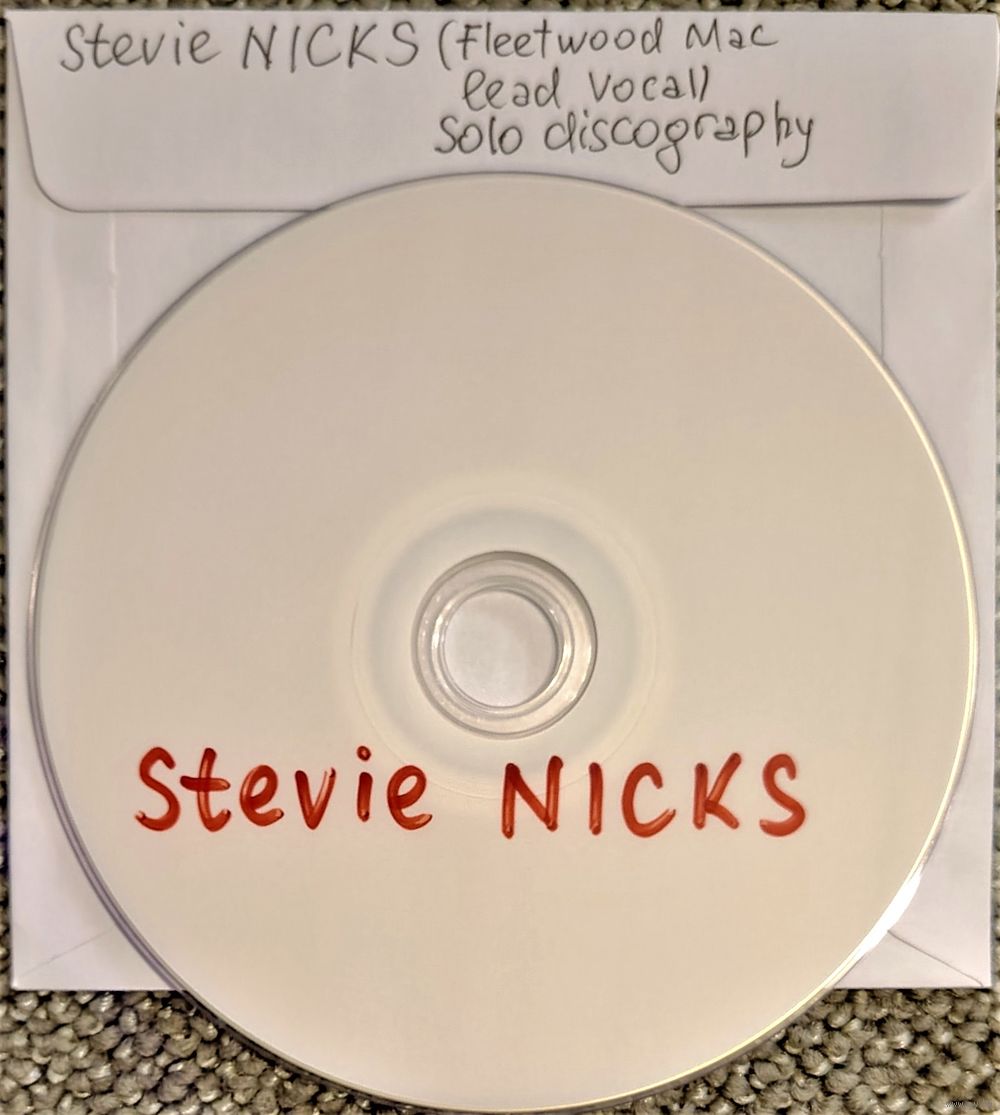 Stevie NICKS (Fleetwood Mac
lead vocal)
Solo discography
Stevie NICKS